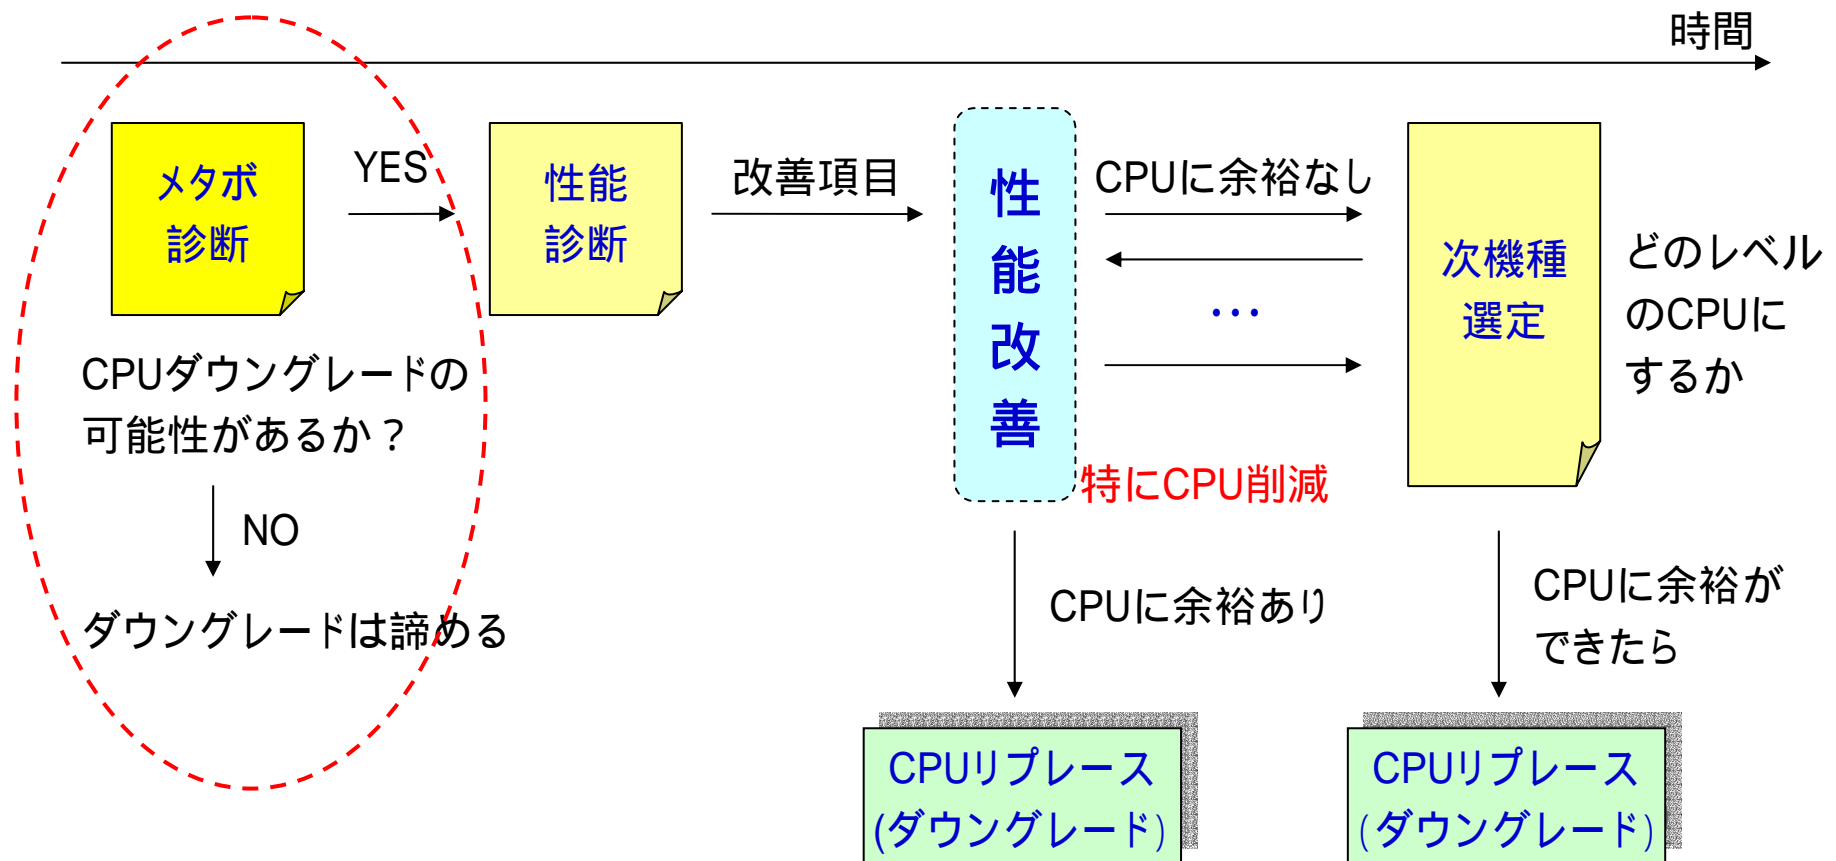 時間
メタボ
診断
YES
性能
診断
改善項目
性
能
改
善
CPUに余裕なし
…
次機種
選定
どのレベル
のCPUに
するか
CPUダウングレードの
可能性があるか？
NO
ダウングレードは諦める
特にCPU削減
CPUに余裕あり
CPUに余裕が
できたら
CPUリプレース
(ダウングレード)
CPUリプレース
(ダウングレード)